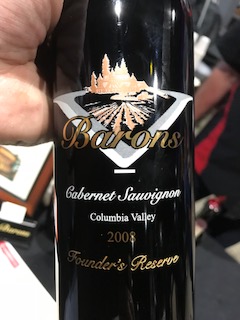 Barons
Cabernet Sauvignon
Columbia Valley
2008
Founder's Reserve